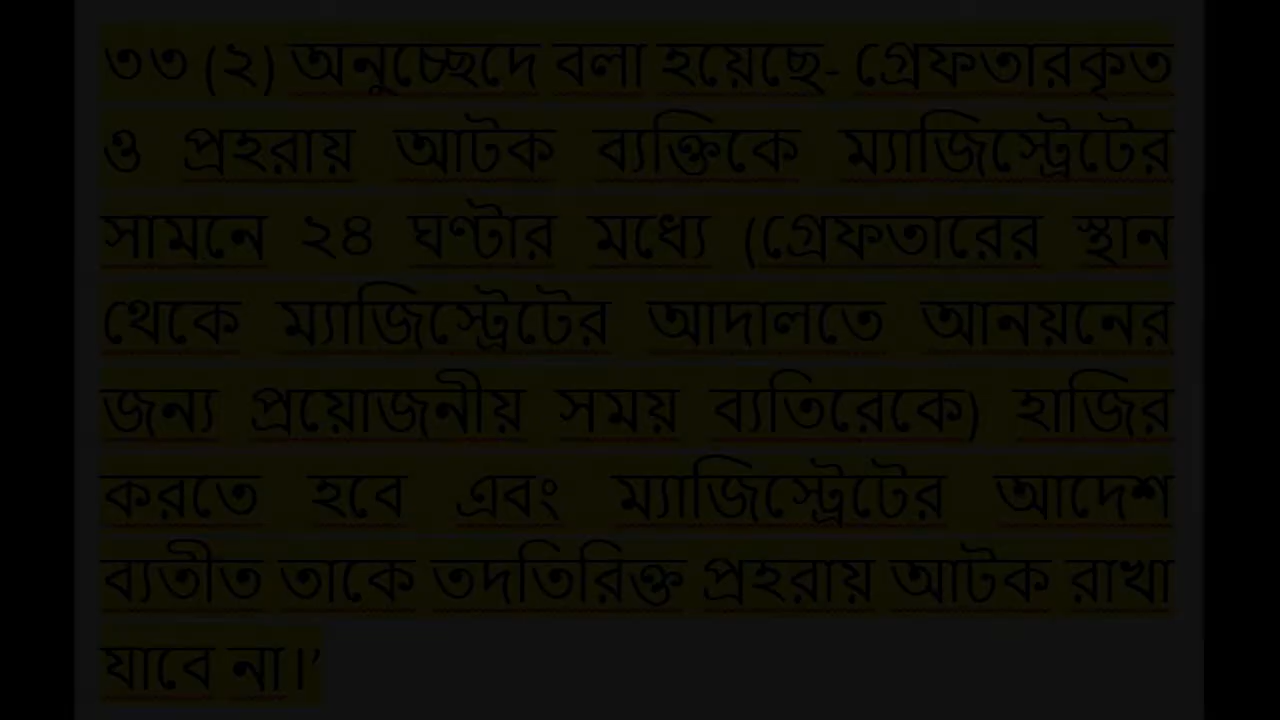 ৩৩ (২) অনুচ্ছেদে বলা হয়েছে- গ্রেফতারকৃত
ও প্রহরায় আটক ব্যক্তিকে ম্যাজিস্ট্রেটের
সামনে ২৪ ঘণ্টার মধ্যে (গ্রেফতারের স্থান
থেকে ম্যাজিস্ট্রেটের আদালতে আনয়নের
জন্য প্রয়োজনীয় সময় ব্যতিরেকে) হাজির
করতে হবে এবং ম্যাজিস্ট্রেটের আদেশ
ব্যতীত তাকে তদতিরিক্ত প্রহরায় আটক রাখা
যাবে না।’